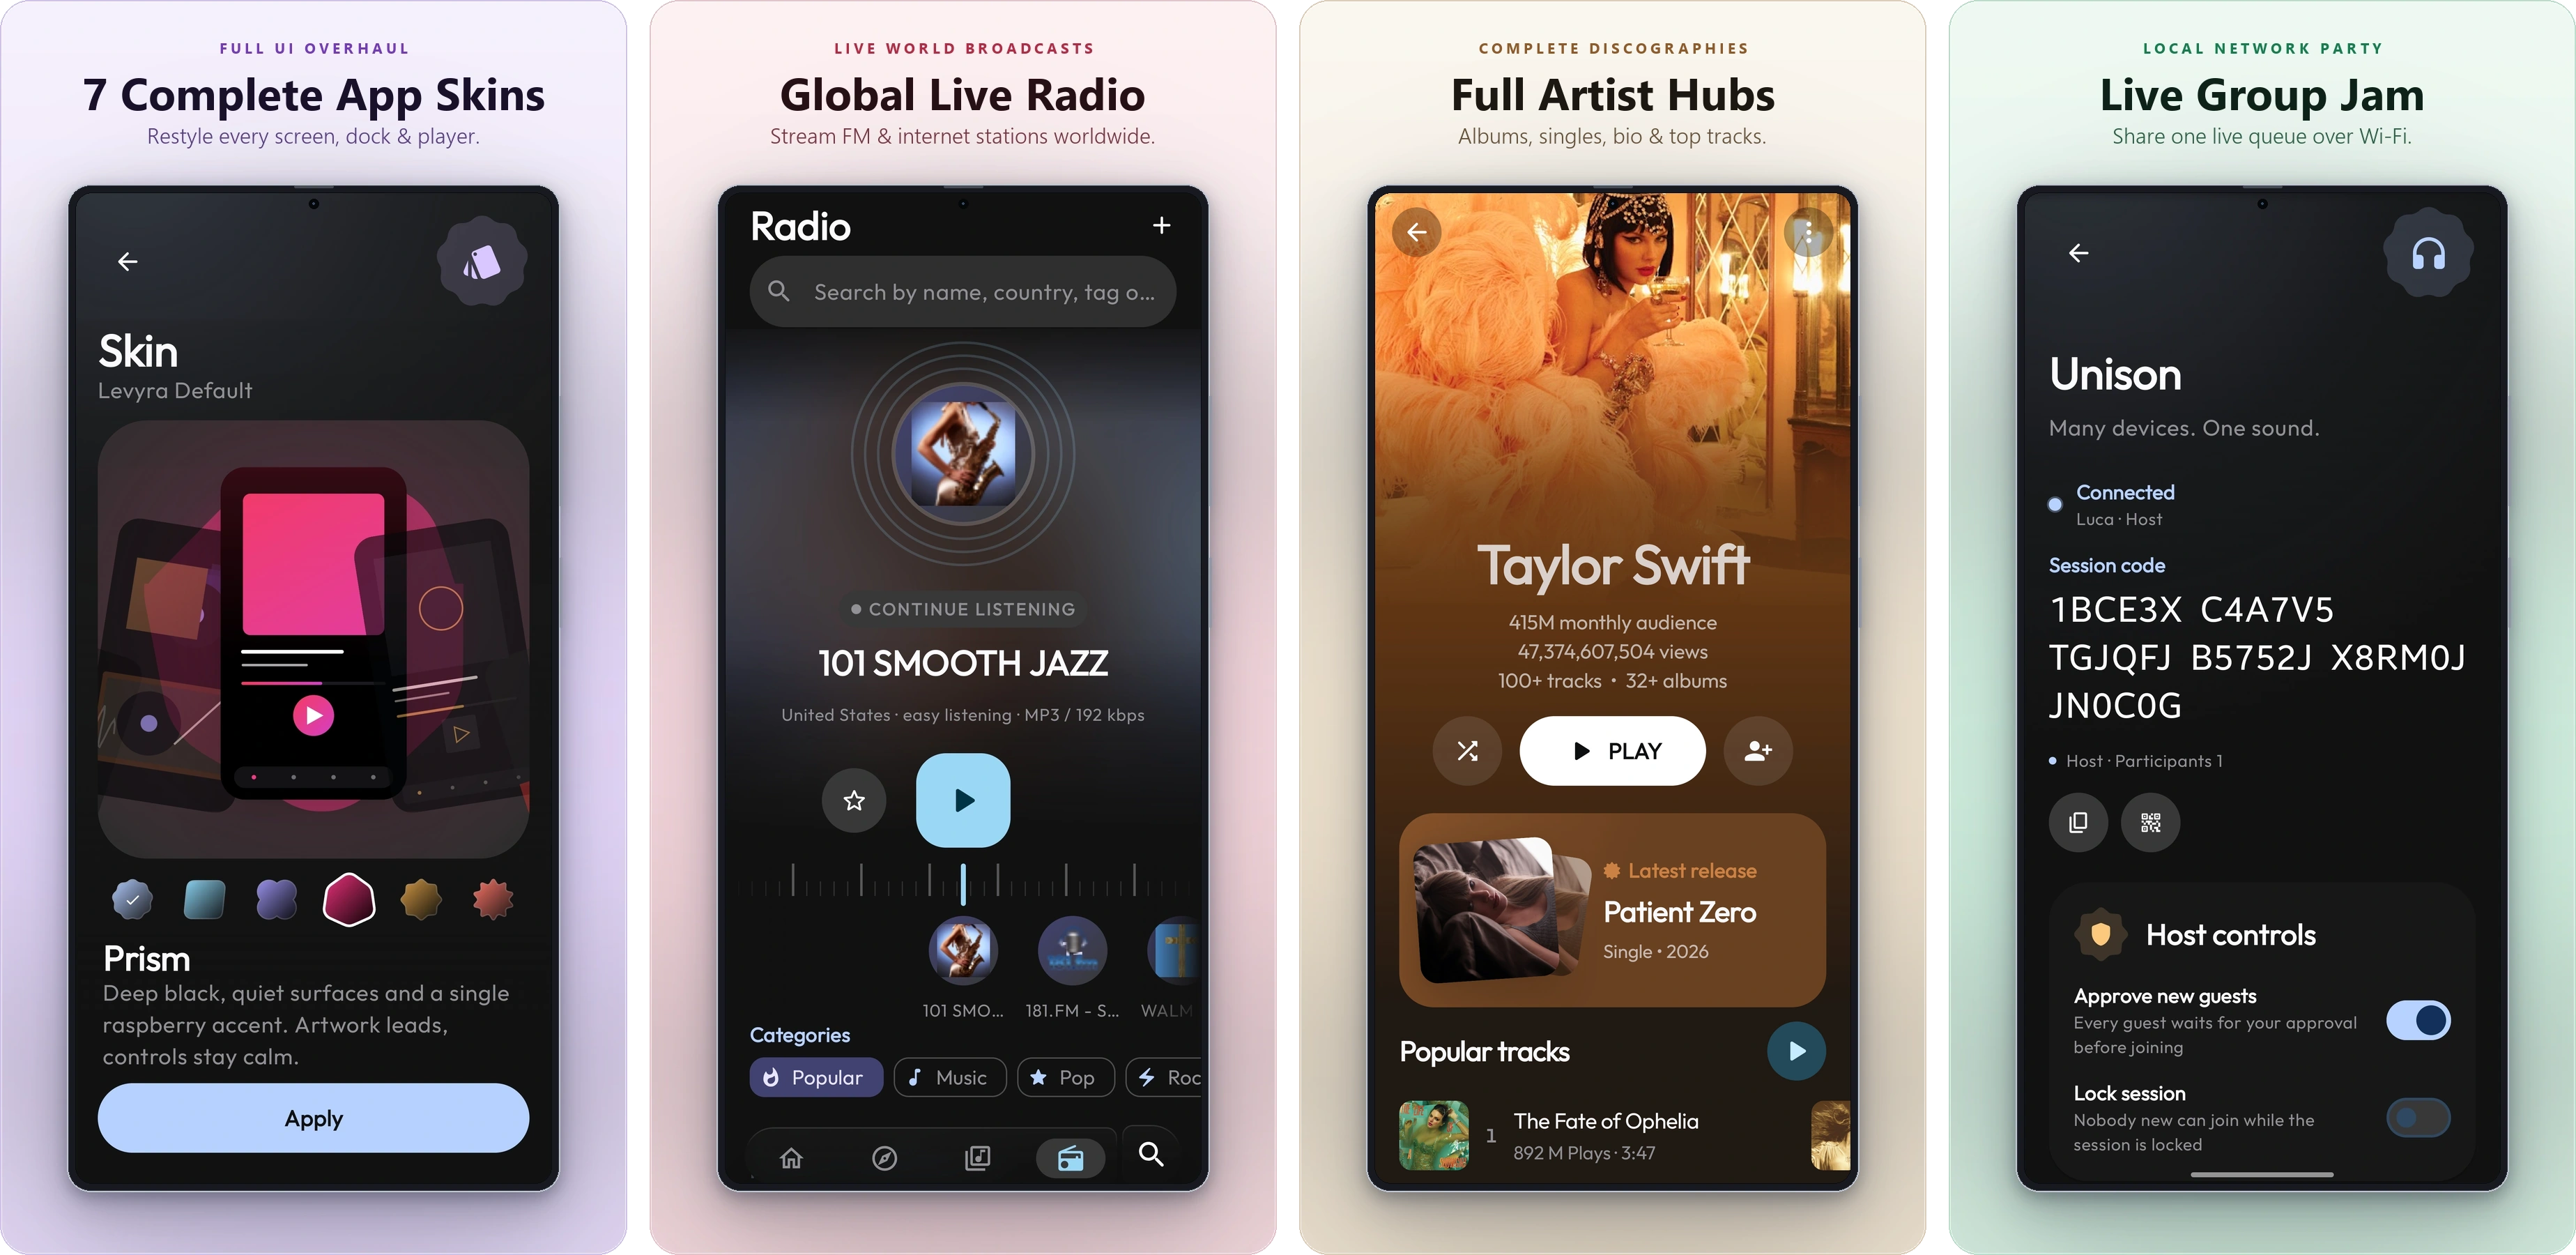 FULL UI OVERHAUL
7 Complete App Skins
Restyle every screen, dock & player.
Skin
Levyra Default
Prism
Deep black, quiet surfaces and a single
raspberry accent. Artwork leads,
controls stay calm.
Apply
LIVE WORLD BROADCASTS
Global Live Radio
Stream FM & internet stations worldwide.
Radio
Search by name, country, tag o...
CONTINUE LISTENING
101 SMOOTH JAZZ
United States · easy listening · MP3 / 192 kbps
101 SMO... 181.FM - S... WALM
Categories
Popular Music Pop Roc
COMPLETE DISCOGRAPHIES
Full Artist Hubs
Albums, singles, bio & top tracks.
Taylor Swift
415M monthly audience
47,374,607,504 views
100+ tracks • 32+ albums
PLAY
Latest release
Patient Zero
Single • 2026
Popular tracks
1 The Fate of Ophelia
892 M Plays · 3:47
LOCAL NETWORK PARTY
Live Group Jam
Share one live queue over Wi-Fi.
Unison
Many devices. One sound.
Connected
Luca · Host
Session code
1BCE3X C4A7V5
TGJQFJ B5752J X8RM0J
JN0C0G
Host · Participants 1
Host controls
Approve new guests
Every guest waits for your approval
before joining
Lock session
Nobody new can join while the
session is locked